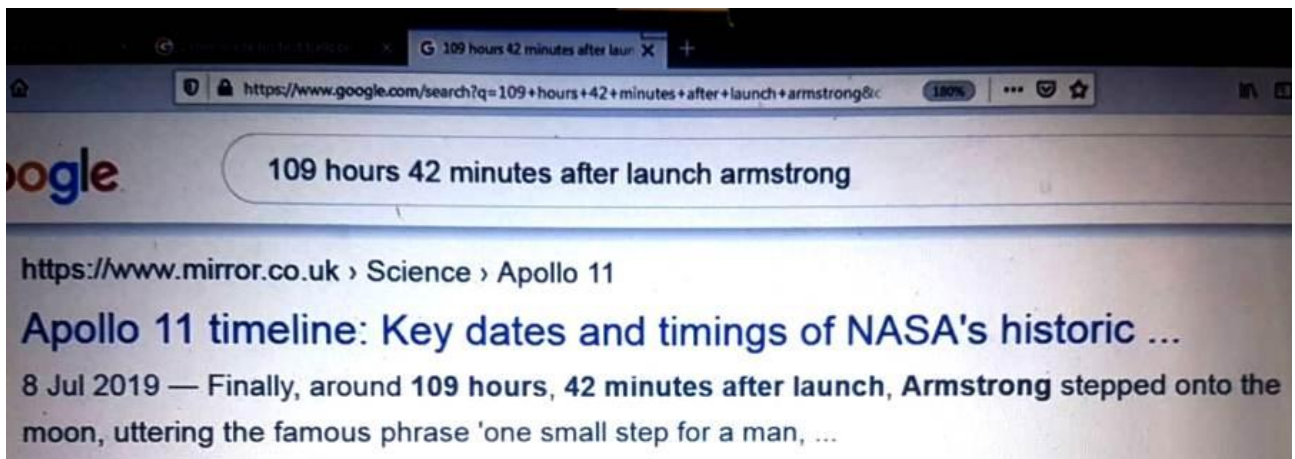 G 109 hours 42 minutes after laun
https://www.google.com/search?q=109+hours+42+minutes+after+launch+armstrong&c
180% ...
ogle
109 hours 42 minutes after launch armstrong
https://www.mirror.co.uk › Science › Apollo 11
Apollo 11 timeline: Key dates and timings of NASA's historic ...
8 Jul 2019 — Finally, around 109 hours, 42 minutes after launch, Armstrong stepped onto the
moon, uttering the famous phrase 'one small step for a man, ...